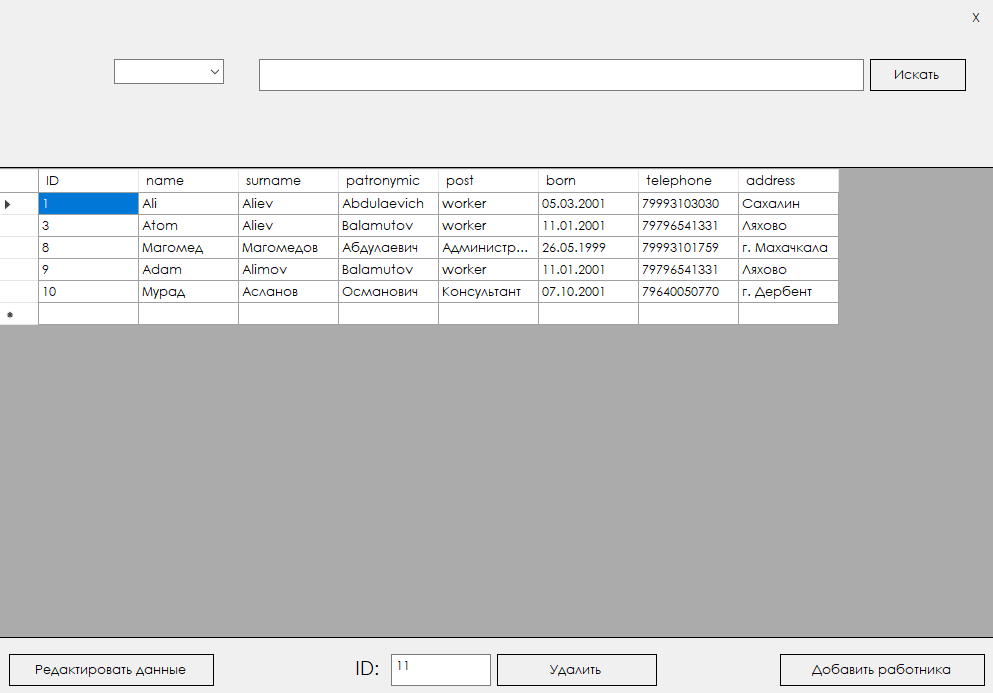 X
Искать
ID name surname patronymic post born telephone address
1 Ali Aliev Abdulaevich worker 05.03.2001 79993103030 Сахалин
3 Atom Aliev Balamutov worker 11.01.2001 79796541331 Ляхово
8 Магомед Магомедов Абдулаевич Администр... 26.05.1999 79993101759 г. Махачкала
9 Adam Alimov Balamutov worker 11.01.2001 79796541331 Ляхово
10 Мурад Асланов Османович Консультант 07.10.2001 79640050770 г. Дербент
Редактировать данные ID: 11 Удалить Добавить работника